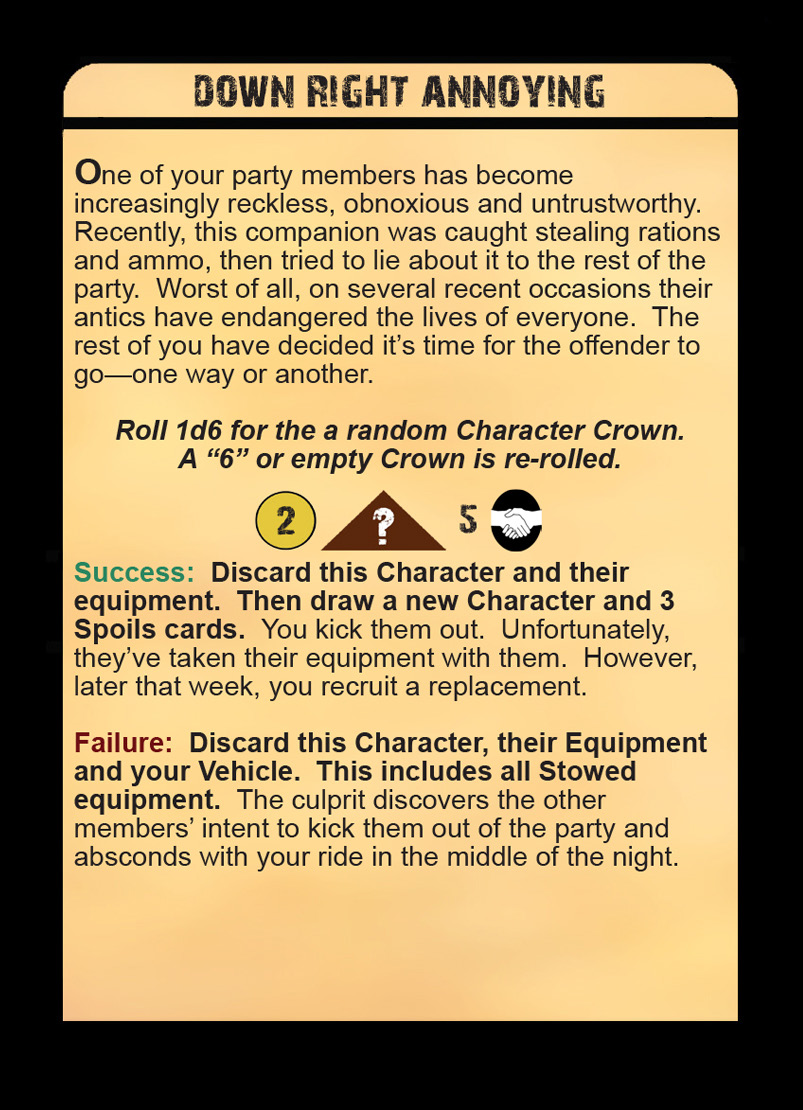 DOWN RIGHT ANNOYING
One of your party members has become
increasingly reckless, obnoxious and untrustworthy.
Recently, this companion was caught stealing rations
and ammo, then tried to lie about it to the rest of the
party.  Worst of all, on several recent occasions their
antics have endangered the lives of everyone.  The
rest of you have decided it’s time for the offender to
go—one way or another.
Roll 1d6 for the a random Character Crown.
A “6” or empty Crown is re-rolled.
2 ? 5
Success:  Discard this Character and their
equipment.  Then draw a new Character and 3
Spoils cards.  You kick them out.  Unfortunately,
they’ve taken their equipment with them.  However,
later that week, you recruit a replacement.
Failure:  Discard this Character, their Equipment
and your Vehicle.  This includes all Stowed
equipment.  The culprit discovers the other
members’ intent to kick them out of the party and
absconds with your ride in the middle of the night.